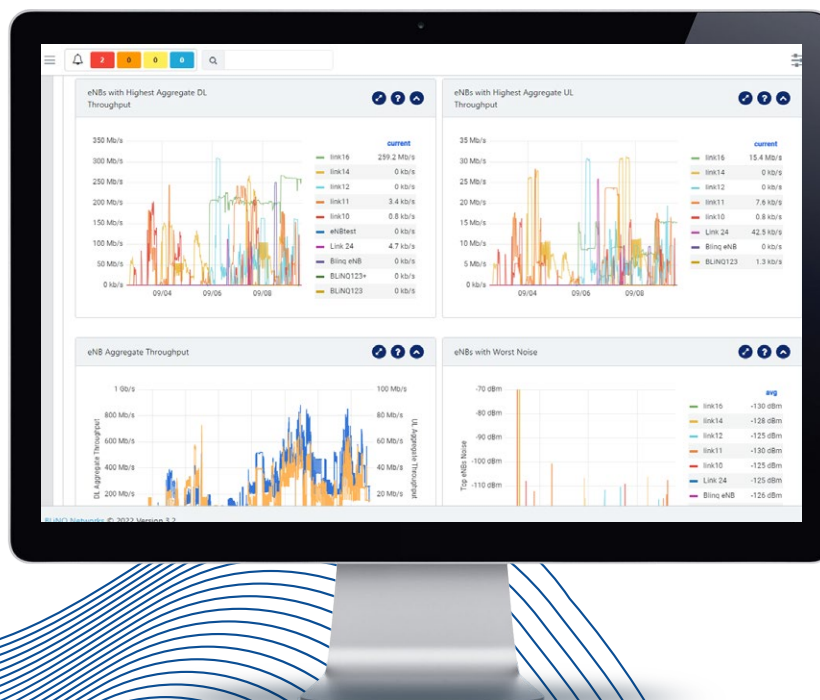 2 0 0 0
eNBs with Highest Aggregate DL
Throughput
350 Mb/s
300 Mb/s
250 Mb/s
200 Mb/s
150 Mb/s
100 Mb/s
50 Mb/s
0 kb/s
09/04 09/06 09/08
current
link16 259.2 Mb/s
link14 0 kb/s
link12 0 kb/s
link11 3.4 kb/s
link10 0.8 kb/s
eNBtest 0 kb/s
Link 24 4.7 kb/s
Blinq eNB 0 kb/s
BLiNQ123+ 0 kb/s
BLiNQ123 0 kb/s
eNBs with Highest Aggregate UL
Throughput
35 Mb/s
30 Mb/s
25 Mb/s
20 Mb/s
15 Mb/s
10 Mb/s
5 Mb/s
0 kb/s
09/04 09/06 09/08
current
link16 15.4 Mb/s
link14 0 kb/s
link12 0 kb/s
link11 7.6 kb/s
link10 0.8 kb/s
Link 24 42.5 kb/s
Blinq eNB 0 kb/s
BLiNQ123 1.3 kb/s
eNB Aggregate Throughput
1 Gb/s
800 Mb/s
600 Mb/s
400 Mb/s
200 Mb/s
DL Aggregate Throughput
100 Mb/s
80 Mb/s
60 Mb/s
40 Mb/s
20 Mb/s
UL Aggregate Throughput
eNBs with Worst Noise
-70 dBm
-80 dBm
-90 dBm
-100 dBm
-110 dBm
Top eNBs Noise
avg
link16 -130 dBm
link14 -128 dBm
link12 -125 dBm
link11 -130 dBm
link10 -125 dBm
Link 24 -125 dBm
Blinq eNB -126 dBm
BLiNQ Networks © 2022 Version 3.2